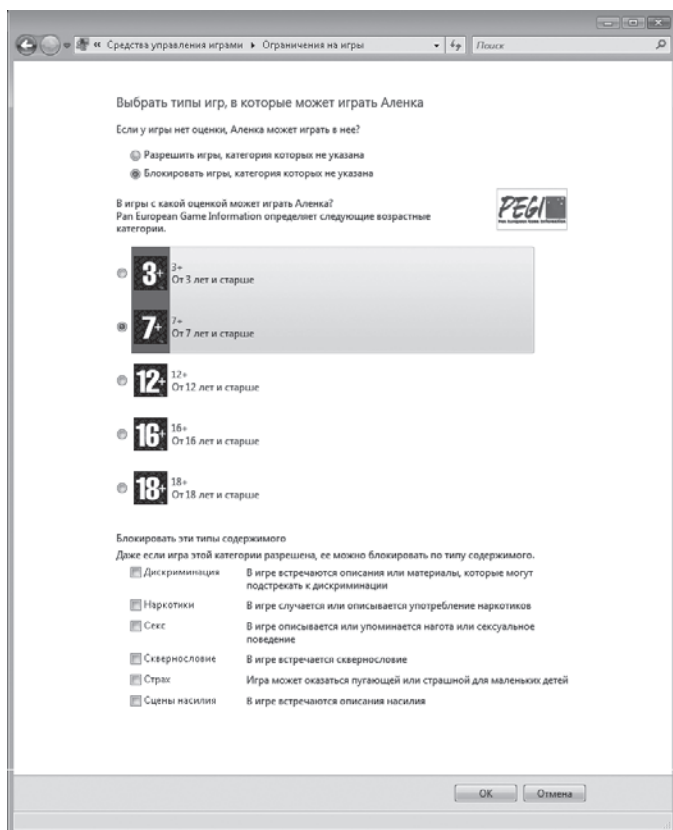 « Средства управления играми ▸ Ограничения на игры
Поиск
Выбрать типы игр, в которые может играть Аленка
Если у игры нет оценки, Аленка может играть в нее?
Разрешить игры, категория которых не указана
Блокировать игры, категория которых не указана
В игры с какой оценкой может играть Аленка?
Pan European Game Information определяет следующие возрастные
категории.
PEGI
Pan European Game Information
3+
3+
От 3 лет и старше
7+
7+
От 7 лет и старше
12+
12+
От 12 лет и старше
16+
16+
От 16 лет и старше
18+
18+
От 18 лет и старше
Блокировать эти типы содержимого
Даже если игра этой категории разрешена, ее можно блокировать по типу содержимого.
Дискриминация В игре встречаются описания или материалы, которые могут
подстрекать к дискриминации
Наркотики В игре случается или описывается употребление наркотиков
Секс В игре описывается или упоминается нагота или сексуальное
поведение
Сквернословие В игре встречается сквернословие
Страх Игра может оказаться пугающей или страшной для маленьких детей
Сцены насилия В игре встречаются описания насилия
OK Отмена